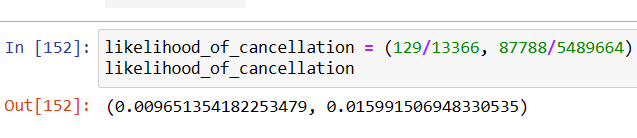 In [152]: likelihood_of_cancellation = (129/13366, 87788/5489664)
likelihood_of_cancellation
Out[152]: (0.009651354182253479, 0.015991506948330535)